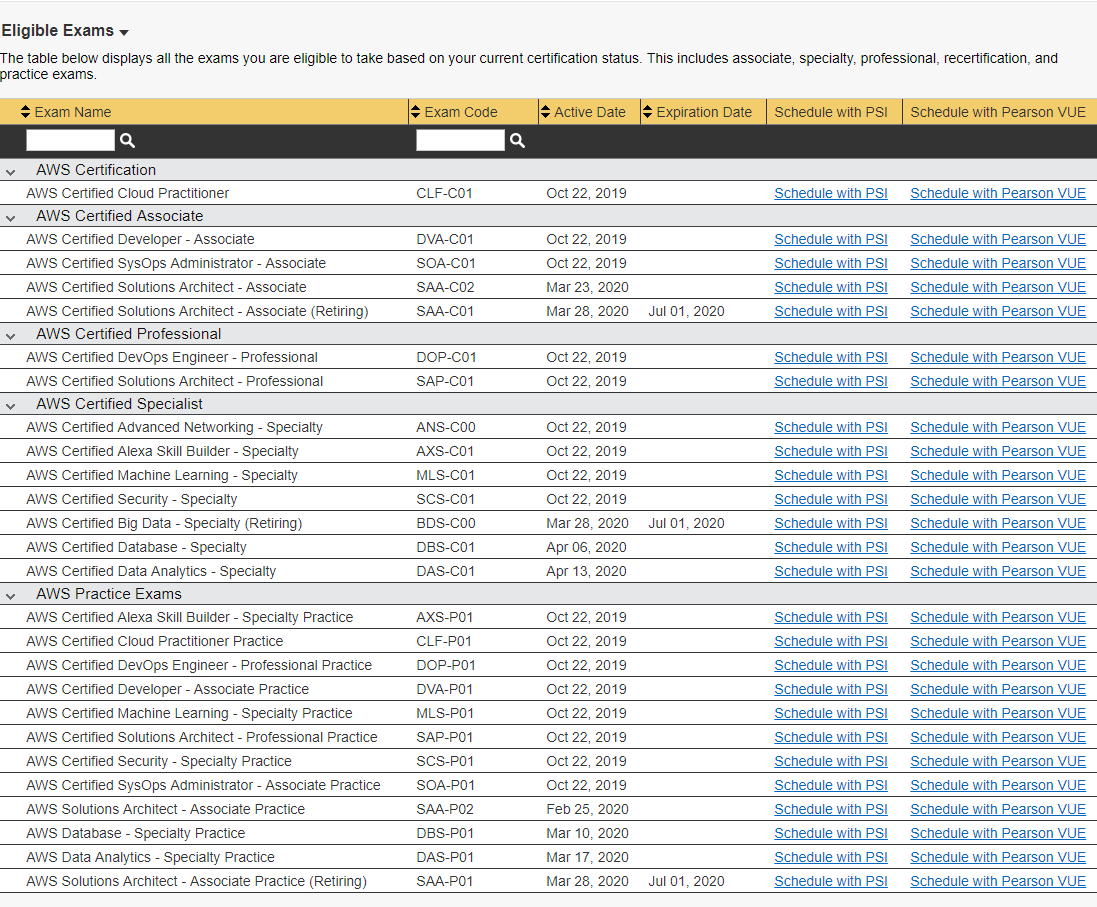 Eligible Exams
The table below displays all the exams you are eligible to take based on your current certification status. This includes associate, specialty, professional, recertification, and
practice exams.
Exam Name Exam Code Active Date Expiration Date Schedule with PSI Schedule with Pearson VUE
AWS Certification
AWS Certified Cloud Practitioner CLF-C01 Oct 22, 2019 Schedule with PSI Schedule with Pearson VUE
AWS Certified Associate
AWS Certified Developer - Associate DVA-C01 Oct 22, 2019 Schedule with PSI Schedule with Pearson VUE
AWS Certified SysOps Administrator - Associate SOA-C01 Oct 22, 2019 Schedule with PSI Schedule with Pearson VUE
AWS Certified Solutions Architect - Associate SAA-C02 Mar 23, 2020 Schedule with PSI Schedule with Pearson VUE
AWS Certified Solutions Architect - Associate (Retiring) SAA-C01 Mar 28, 2020 Jul 01, 2020 Schedule with PSI Schedule with Pearson VUE
AWS Certified Professional
AWS Certified DevOps Engineer - Professional DOP-C01 Oct 22, 2019 Schedule with PSI Schedule with Pearson VUE
AWS Certified Solutions Architect - Professional SAP-C01 Oct 22, 2019 Schedule with PSI Schedule with Pearson VUE
AWS Certified Specialist
AWS Certified Advanced Networking - Specialty ANS-C00 Oct 22, 2019 Schedule with PSI Schedule with Pearson VUE
AWS Certified Alexa Skill Builder - Specialty AXS-C01 Oct 22, 2019 Schedule with PSI Schedule with Pearson VUE
AWS Certified Machine Learning - Specialty MLS-C01 Oct 22, 2019 Schedule with PSI Schedule with Pearson VUE
AWS Certified Security - Specialty SCS-C01 Oct 22, 2019 Schedule with PSI Schedule with Pearson VUE
AWS Certified Big Data - Specialty (Retiring) BDS-C00 Mar 28, 2020 Jul 01, 2020 Schedule with PSI Schedule with Pearson VUE
AWS Certified Database - Specialty DBS-C01 Apr 06, 2020 Schedule with PSI Schedule with Pearson VUE
AWS Certified Data Analytics - Specialty DAS-C01 Apr 13, 2020 Schedule with PSI Schedule with Pearson VUE
AWS Practice Exams
AWS Certified Alexa Skill Builder - Specialty Practice AXS-P01 Oct 22, 2019 Schedule with PSI Schedule with Pearson VUE
AWS Certified Cloud Practitioner Practice CLF-P01 Oct 22, 2019 Schedule with PSI Schedule with Pearson VUE
AWS Certified DevOps Engineer - Professional Practice DOP-P01 Oct 22, 2019 Schedule with PSI Schedule with Pearson VUE
AWS Certified Developer - Associate Practice DVA-P01 Oct 22, 2019 Schedule with PSI Schedule with Pearson VUE
AWS Certified Machine Learning - Specialty Practice MLS-P01 Oct 22, 2019 Schedule with PSI Schedule with Pearson VUE
AWS Certified Solutions Architect - Professional Practice SAP-P01 Oct 22, 2019 Schedule with PSI Schedule with Pearson VUE
AWS Certified Security - Specialty Practice SCS-P01 Oct 22, 2019 Schedule with PSI Schedule with Pearson VUE
AWS Certified SysOps Administrator - Associate Practice SOA-P01 Oct 22, 2019 Schedule with PSI Schedule with Pearson VUE
AWS Solutions Architect - Associate Practice SAA-P02 Feb 25, 2020 Schedule with PSI Schedule with Pearson VUE
AWS Database - Specialty Practice DBS-P01 Mar 10, 2020 Schedule with PSI Schedule with Pearson VUE
AWS Data Analytics - Specialty Practice DAS-P01 Mar 17, 2020 Schedule with PSI Schedule with Pearson VUE
AWS Solutions Architect - Associate Practice (Retiring) SAA-P01 Mar 28, 2020 Jul 01, 2020 Schedule with PSI Schedule with Pearson VUE